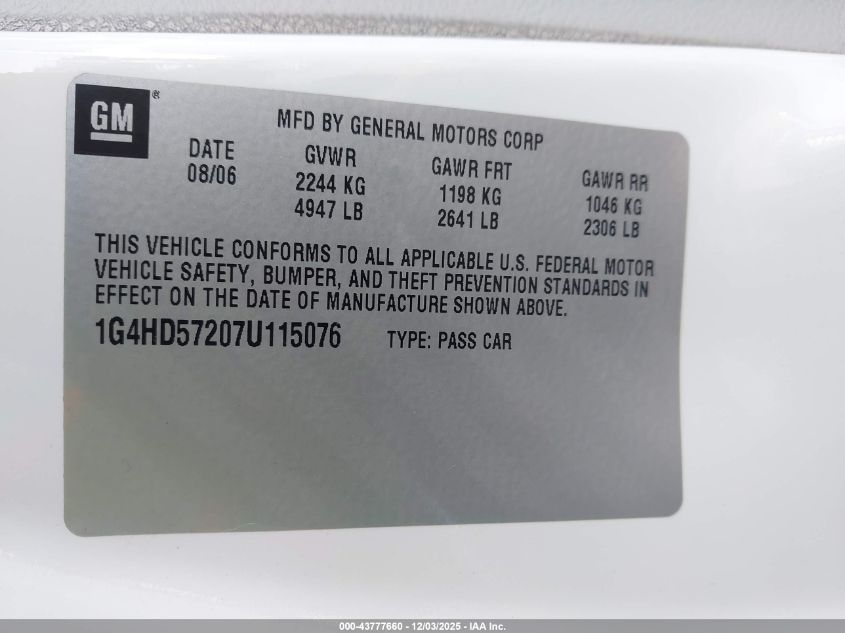 GM®
MFD BY GENERAL MOTORS CORP
DATE GVWR GAWR FRT GAWR RR
08/06 2244 KG 1198 KG 1046 KG
4947 LB 2641 LB 2306 LB
THIS VEHICLE CONFORMS TO ALL APPLICABLE U.S. FEDERAL MOTOR
VEHICLE SAFETY, BUMPER, AND THEFT PREVENTION STANDARDS IN
EFFECT ON THE DATE OF MANUFACTURE SHOWN ABOVE.
1G4HD57207U115076 TYPE: PASS CAR
000-43777660 - 12/03/2025 - IAA Inc.